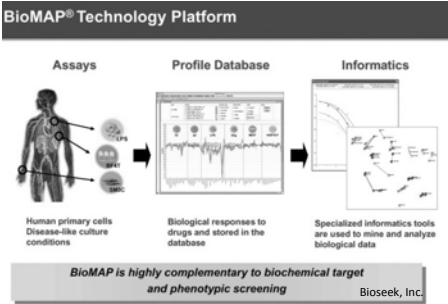 BioMAP® Technology Platform
Assays
Profile Database
Informatics
LPS
BF4T
SM3C
Human primary cells
Disease-like culture
conditions
Biological responses to
drugs and stored in the
database
Specialized informatics tools
are used to mine and analyze
biological data
BioMAP is highly complementary to biochemical target
and phenotypic screening
Bioseek, Inc.